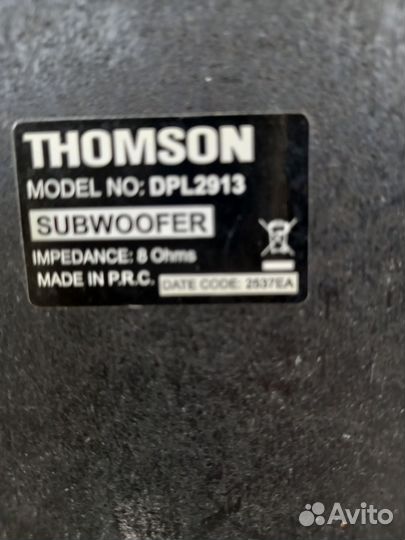 THOMSON
MODEL NO: DPL2913
SUBWOOFER
IMPEDANCE: 8 Ohms
MADE IN P.R.C.
DATE CODE: 2537EA
Avito